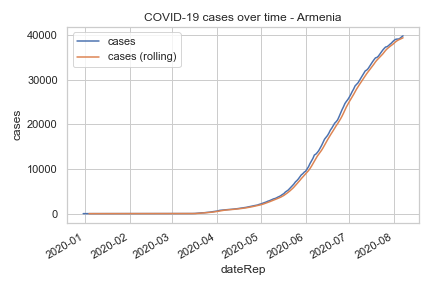 COVID-19 cases over time - Armenia
cases
cases (rolling)
40000
30000
20000
10000
0
cases
2020-01 2020-02 2020-03 2020-04 2020-05 2020-06 2020-07 2020-08
dateRep